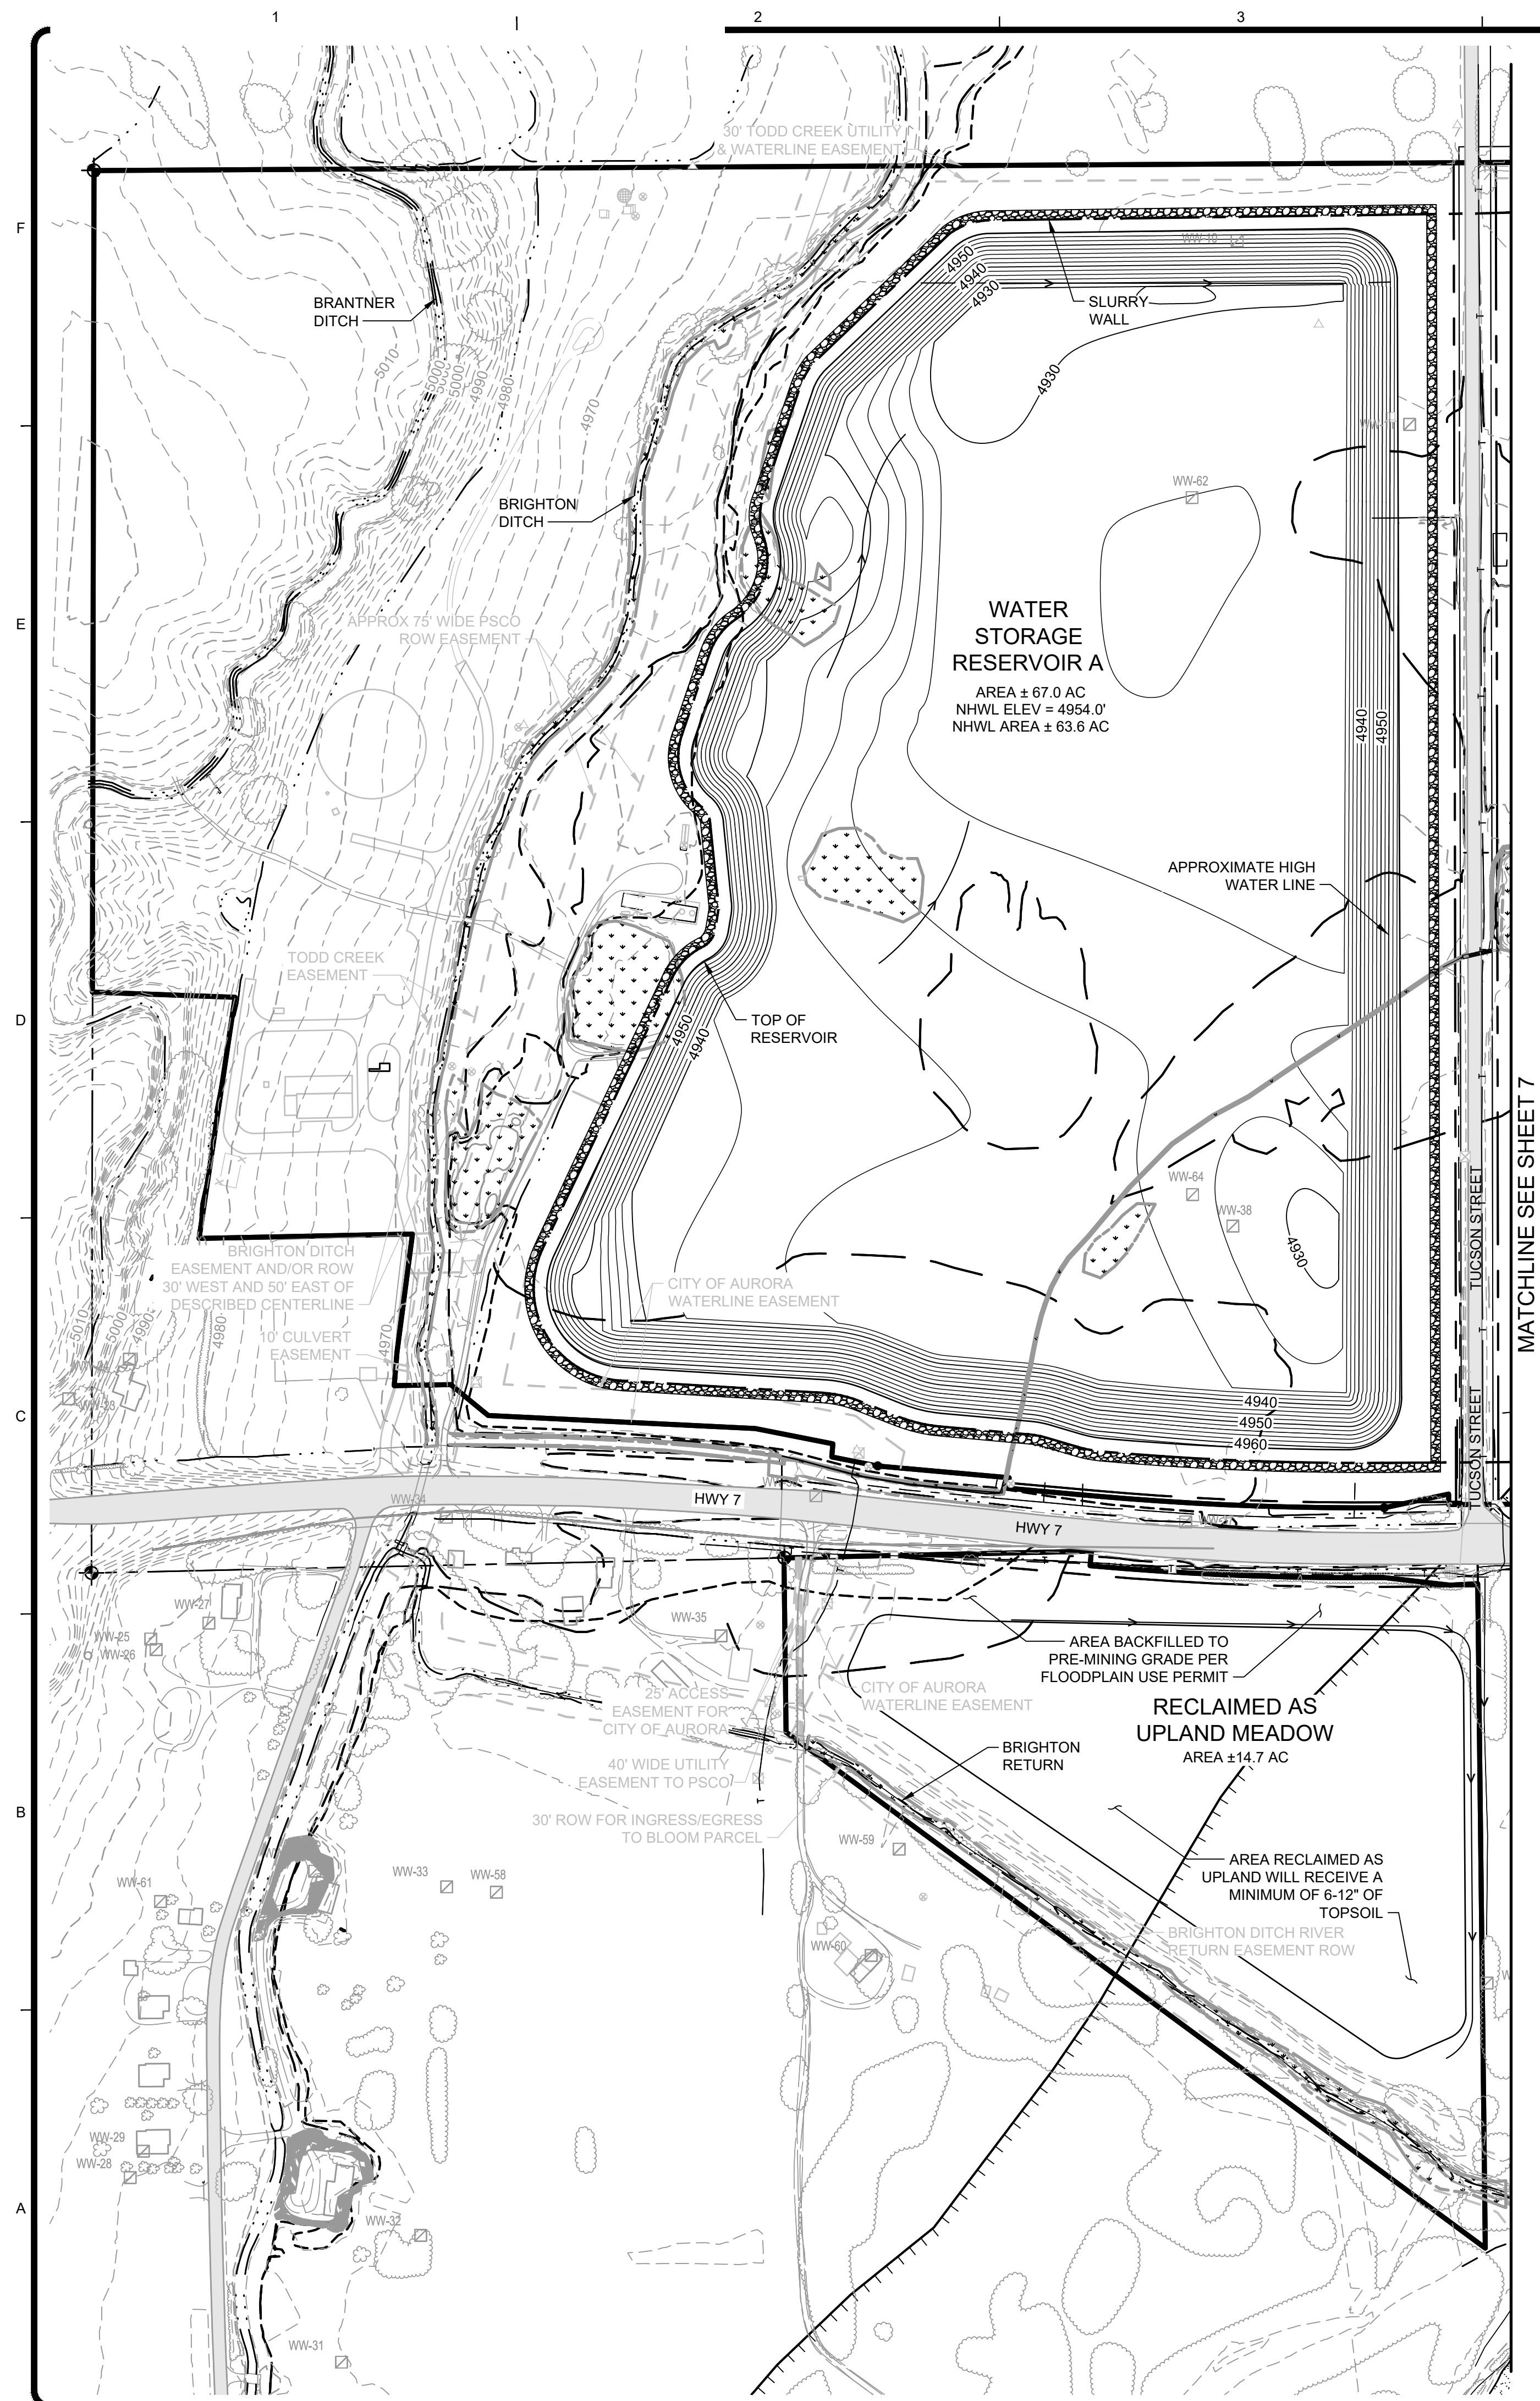 1
2
3
30' TODD CREEK UTILITY
& WATERLINE EASEMENT
F
4950
4940
4930
WW-19
BRANTNER
DITCH
SLURRY
WALL
5010
5000
5000
4990
4980
4970
4930
BRIGHTON
DITCH
WW-62
E
APPROX 75' WIDE PSCO
ROW EASEMENT
WATER
STORAGE
RESERVOIR A
AREA ± 67.0 AC
NHWL ELEV = 4954.0'
NHWL AREA ± 63.6 AC
4940
4950
APPROXIMATE HIGH
WATER LINE
TODD CREEK
EASEMENT
D
TOP OF
RESERVOIR
4950
4940
MATCHLINE SEE SHEET 7
WW-64
WW-38
TUCSON STREET
BRIGHTON DITCH
EASEMENT AND/OR ROW
30' WEST AND 50' EAST OF
DESCRIBED CENTERLINE
4930
CITY OF AURORA
WATERLINE EASEMENT
10' CULVERT
EASEMENT
5010
5000
4990
4980
4970
C
4940
4950
4960
TUCSON STREET
WW-34
HWY 7
HWY 7
WW-27
WW-25
WW-26
WW-35
AREA BACKFILLED TO
PRE-MINING GRADE PER
FLOODPLAIN USE PERMIT
25' ACCESS
EASEMENT FOR
CITY OF AURORA
CITY OF AURORA
WATERLINE EASEMENT
RECLAIMED AS
UPLAND MEADOW
AREA ±14.7 AC
BRIGHTON
RETURN
40' WIDE UTILITY
EASEMENT TO PSCO
B
30' ROW FOR INGRESS/EGRESS
TO BLOOM PARCEL
WW-59
WW-61
WW-33
WW-58
AREA RECLAIMED AS
UPLAND WILL RECEIVE A
MINIMUM OF 6-12" OF
TOPSOIL
BRIGHTON DITCH RIVER
RETURN EASEMENT ROW
WW-60
WW-29
WW-28
A
WW-32
WW-31